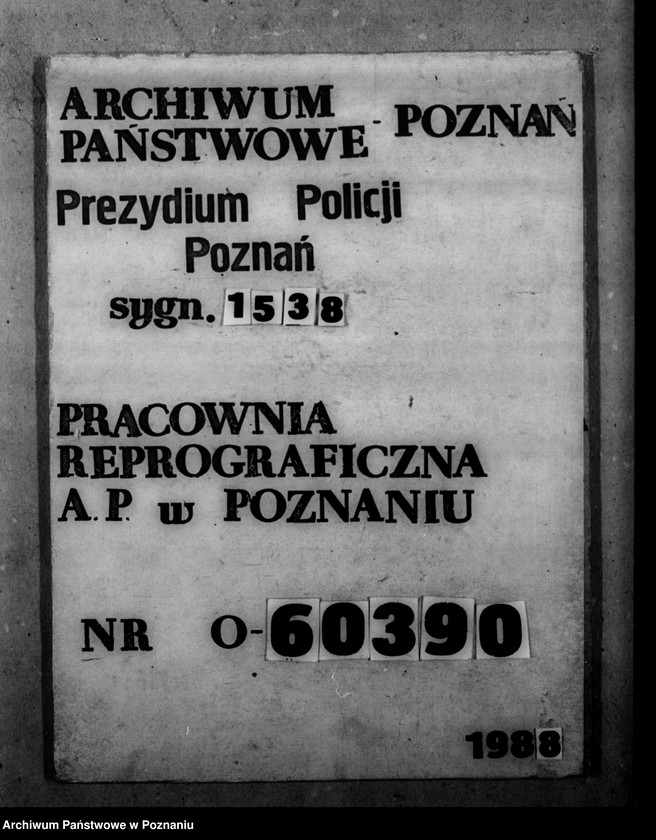 ARCHIWUM
PAŃSTWOWE - POZNAŃ
Prezydium Policji
Poznań
sygn. 1538
PRACOWNIA
REPROGRAFICZNA
A.P. w POZNANIU
NR O-60390
1988
Archiwum Państwowe w Poznaniu